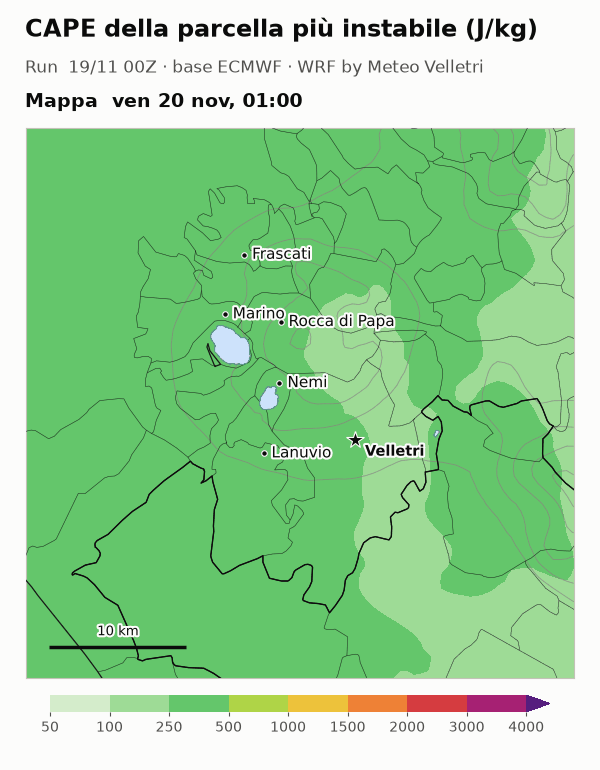 CAPE della parcella più instabile (J/kg)
Run  19/11 00Z · base ECMWF · WRF by Meteo Velletri
Mappa  ven 20 nov, 01:00
Frascati
Marino
Rocca di Papa
Nemi
Velletri
Lanuvio
10 km
50 100 250 500 1000 1500 2000 3000 4000